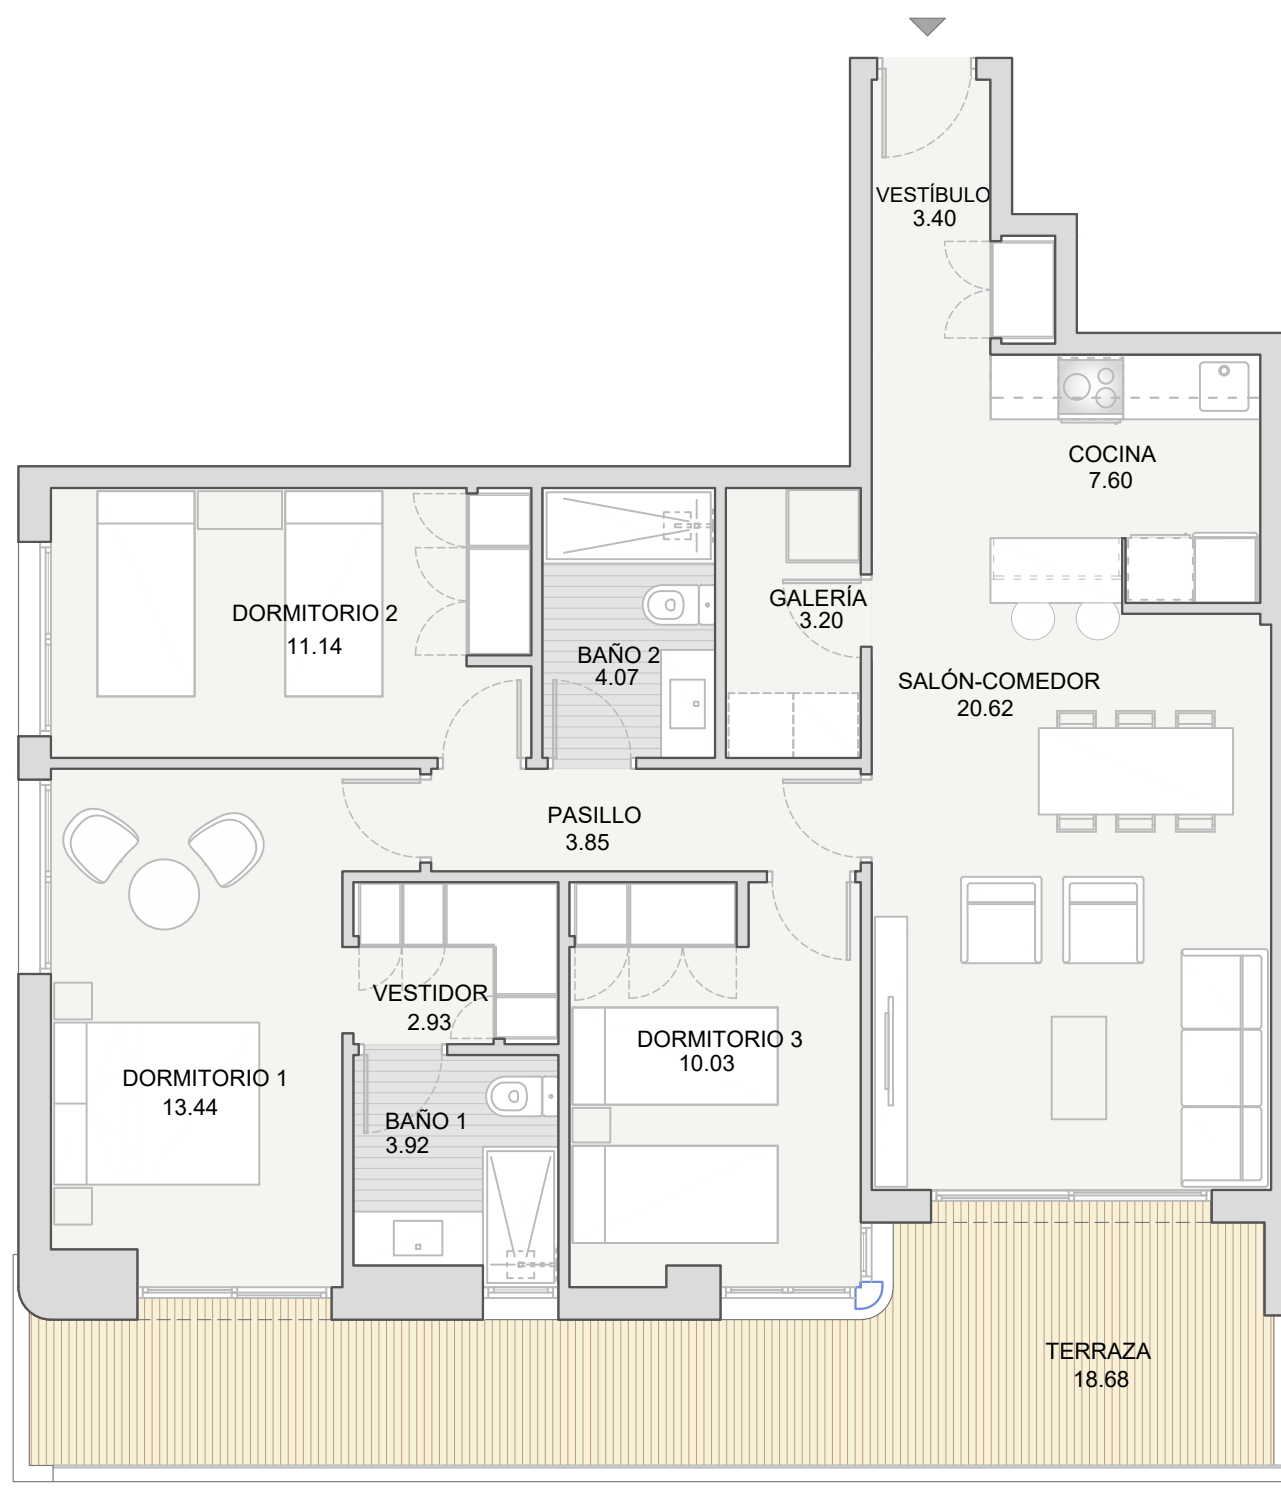 VESTÍBULO
3.40
COCINA
7.60
DORMITORIO 2
11.14
BAÑO 2
4.07
GALERÍA
3.20
SALÓN-COMEDOR
20.62
PASILLO
3.85
VESTIDOR
2.93
DORMITORIO 3
10.03
DORMITORIO 1
13.44
BAÑO 1
3.92
TERRAZA
18.68